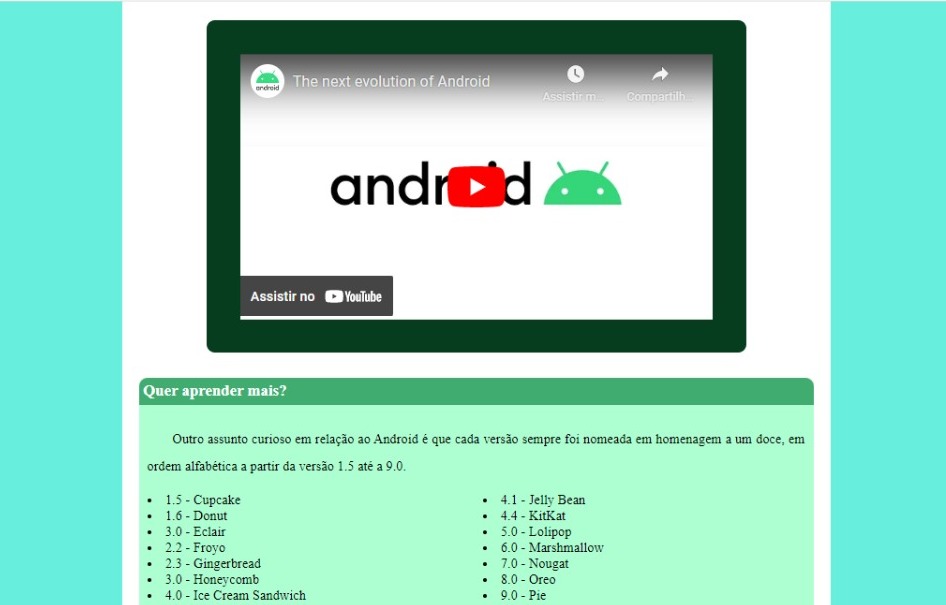 android
The next evolution of Android
Assistir m...
Compartilh...
andr d
Assistir no YouTube
Quer aprender mais?
Outro assunto curioso em relação ao Android é que cada versão sempre foi nomeada em homenagem a um doce, em
ordem alfabética a partir da versão 1.5 até a 9.0.
• 1.5 - Cupcake
• 1.6 - Donut
• 3.0 - Eclair
• 2.2 - Froyo
• 2.3 - Gingerbread
• 3.0 - Honeycomb
• 4.0 - Ice Cream Sandwich
• 4.1 - Jelly Bean
• 4.4 - KitKat
• 5.0 - Lolipop
• 6.0 - Marshmallow
• 7.0 - Nougat
• 8.0 - Oreo
• 9.0 - Pie